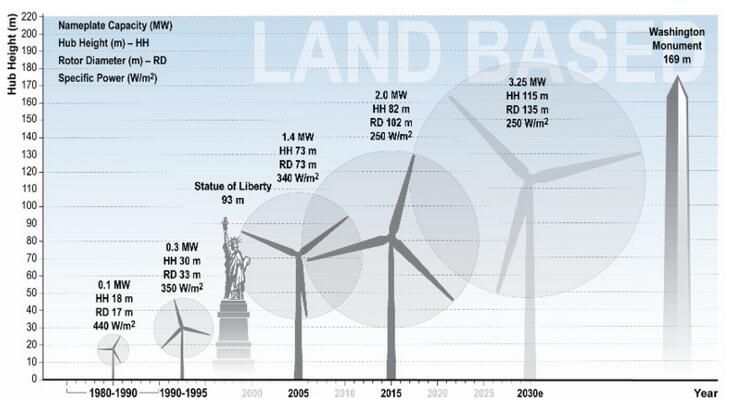 LAND BASED
Nameplate Capacity (MW)
Hub Height (m) – HH
Rotor Diameter (m) – RD
Specific Power (W/m²)
Hub Height (m)
220
210
200
190
180
170
160
150
140
130
120
110
100
90
80
70
60
50
40
30
20
10
0
0.1 MW
HH 18 m
RD 17 m
440 W/m²
0.3 MW
HH 30 m
RD 33 m
350 W/m²
Statue of Liberty
93 m
1.4 MW
HH 73 m
RD 73 m
340 W/m²
2.0 MW
HH 82 m
RD 102 m
250 W/m²
3.25 MW
HH 115 m
RD 135 m
250 W/m²
Washington
Monument
169 m
1980-1990 1990-1995 2000 2005 2010 2015 2020 2025 2030e Year